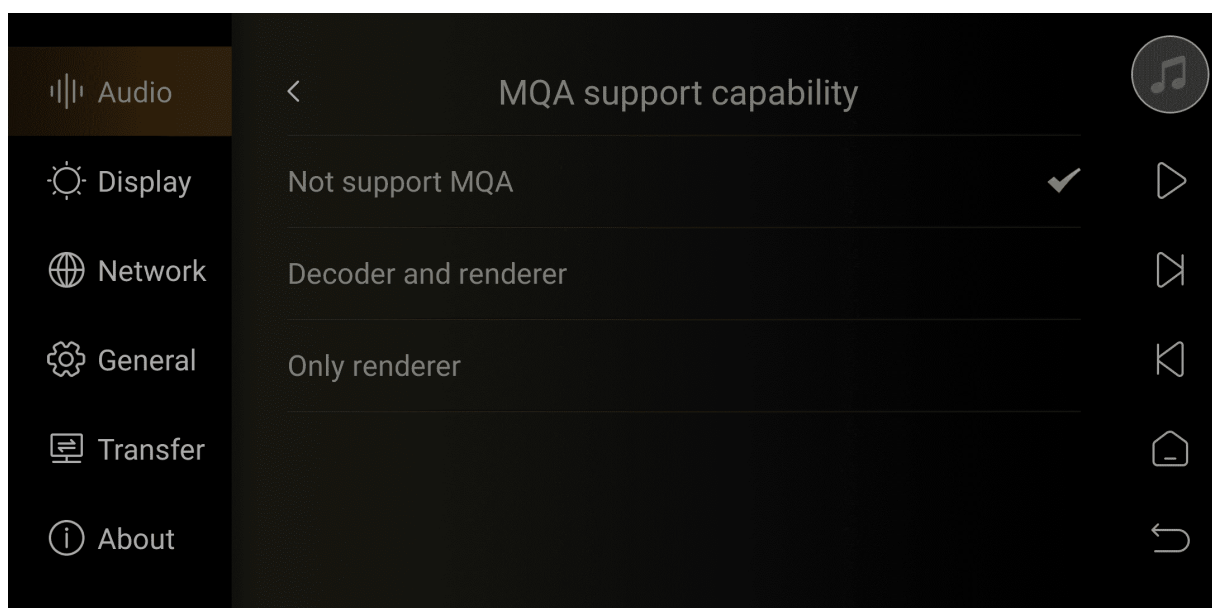 Audio
Display
Network
General
Transfer
About
MQA support capability
Not support MQA
Decoder and renderer
Only renderer